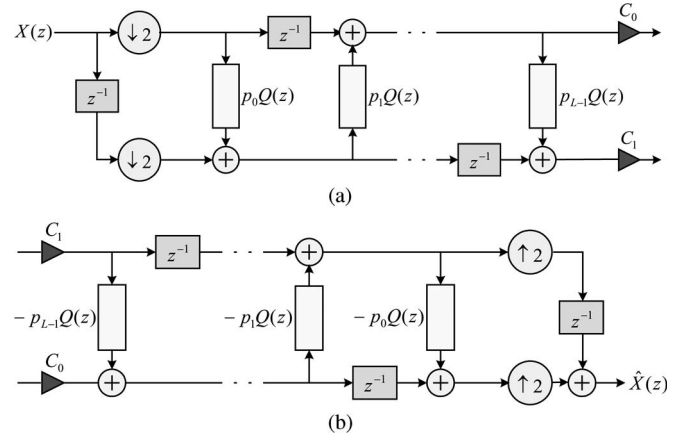 X(z)
↓2
z⁻¹
+
C₀
z⁻¹
p₀Q(z)
p₁Q(z)
p_{L-1}Q(z)
↓2
+
z⁻¹
+
C₁
(a)
C₁
z⁻¹
+
↑2
− p_{L-1}Q(z)
− p₁Q(z)
− p₀Q(z)
z⁻¹
C₀
+
z⁻¹
+
↑2
+
X̂(z)
(b)